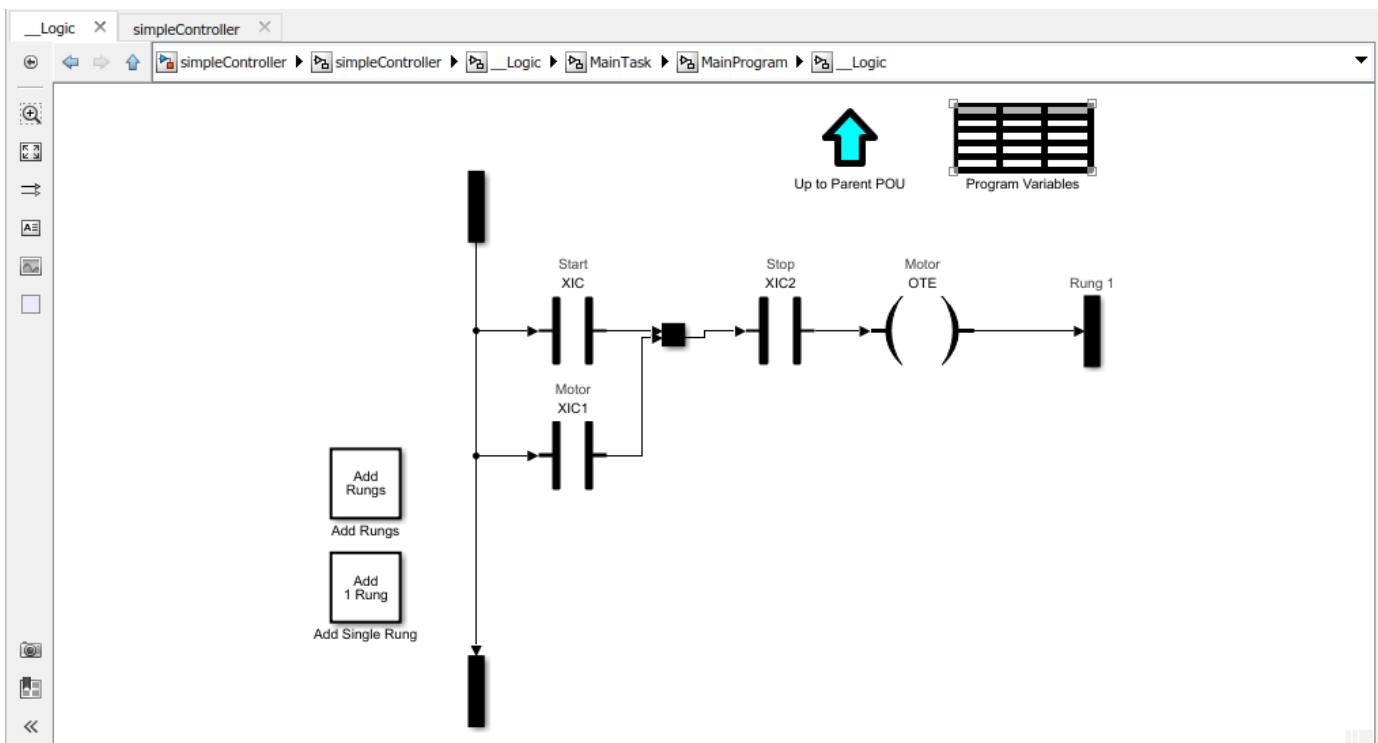 __Logic
simpleController
simpleController simpleController __Logic MainTask MainProgram __Logic
Up to Parent POU
Program Variables
Start
XIC
Stop
XIC2
Motor
OTE
Rung 1
Motor
XIC1
Add
Rungs
Add Rungs
Add
1 Rung
Add Single Rung